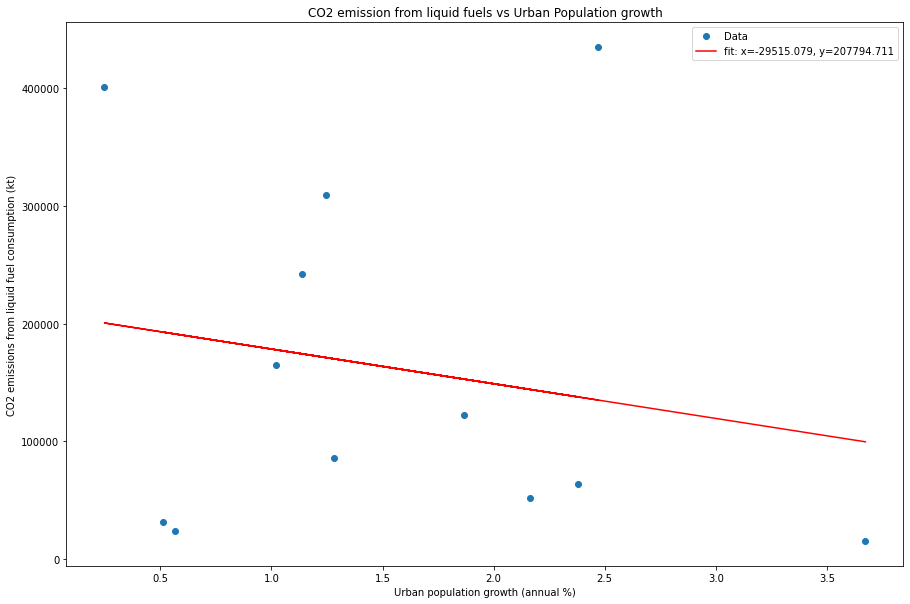 CO2 emission from liquid fuels vs Urban Population growth
Data
fit: x=-29515.079, y=207794.711
CO2 emissions from liquid fuel consumption (kt)
400000
300000
200000
100000
0
0.5 1.0 1.5 2.0 2.5 3.0 3.5
Urban population growth (annual %)